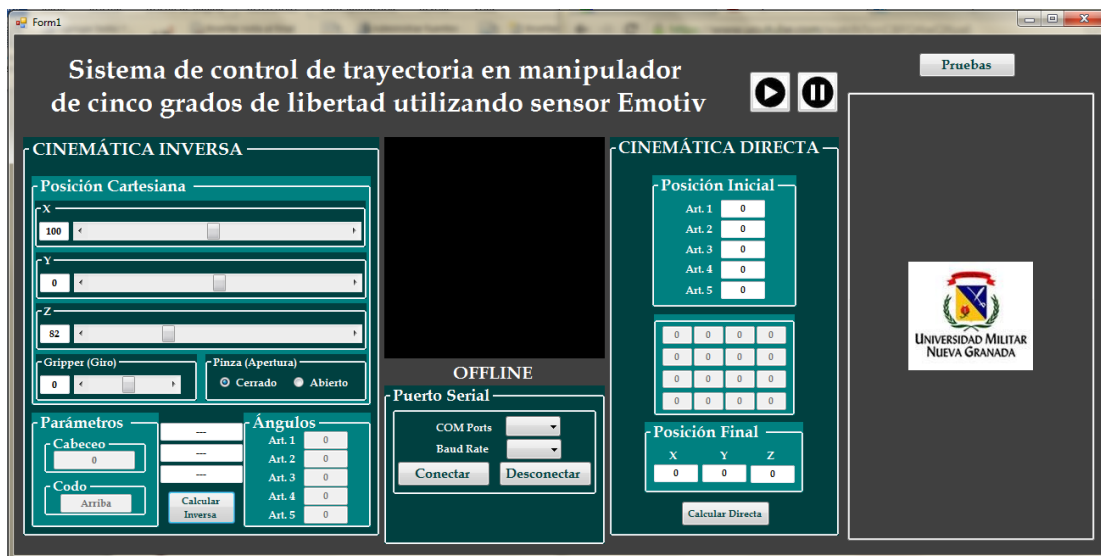 Form1
Sistema de control de trayectoria en manipulador
de cinco grados de libertad utilizando sensor Emotiv
Pruebas
CINEMÁTICA INVERSA
Posición Cartesiana
X
100
Y
0
Z
82
Gripper (Giro)
0
Pinza (Apertura)
Cerrado Abierto
Parámetros
Cabeceo
0
Codo
Arriba
---
---
---
Calcular
Inversa
Ángulos
Art. 1 0
Art. 2 0
Art. 3 0
Art. 4 0
Art. 5 0
OFFLINE
Puerto Serial
COM Ports
Baud Rate
Conectar Desconectar
CINEMÁTICA DIRECTA
Posición Inicial
Art. 1 0
Art. 2 0
Art. 3 0
Art. 4 0
Art. 5 0
0 0 0 0
0 0 0 0
0 0 0 0
0 0 0 0
Posición Final
X Y Z
0 0 0
Calcular Directa
UNIVERSIDAD MILITAR
NUEVA GRANADA